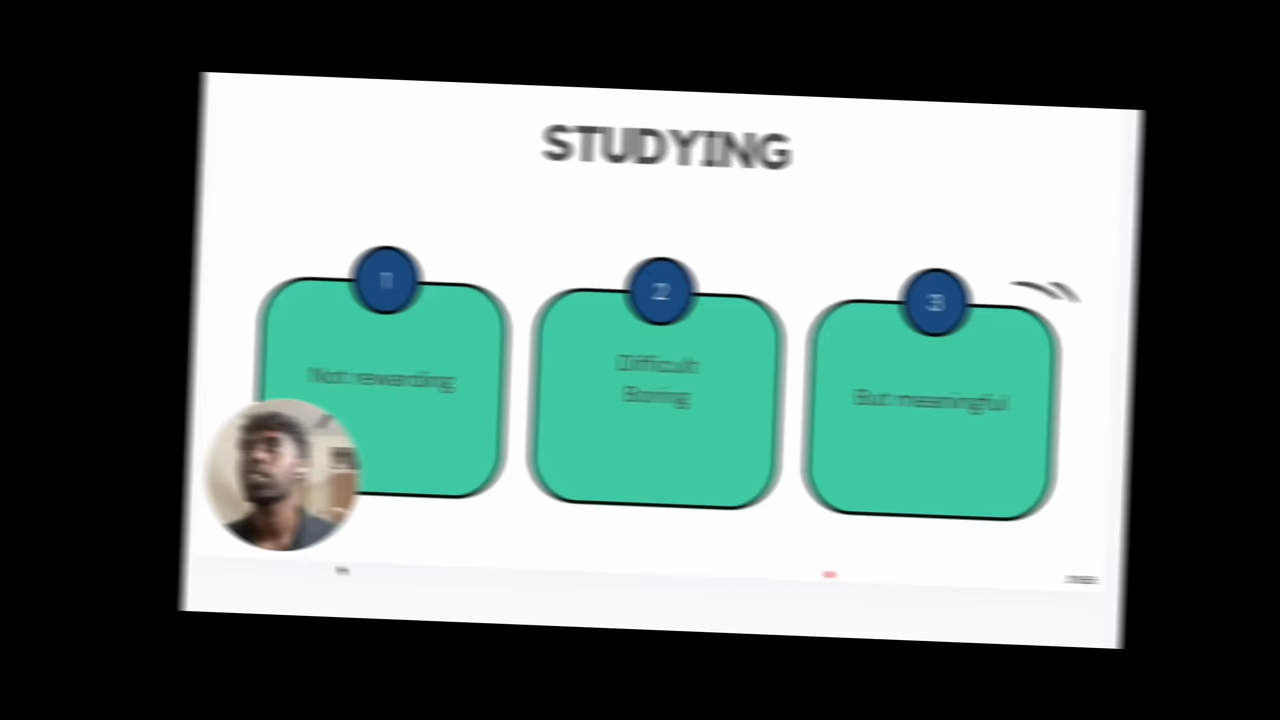 STUDYING
1
2
3
Not rewarding
Difficult
Boring
But meaningful